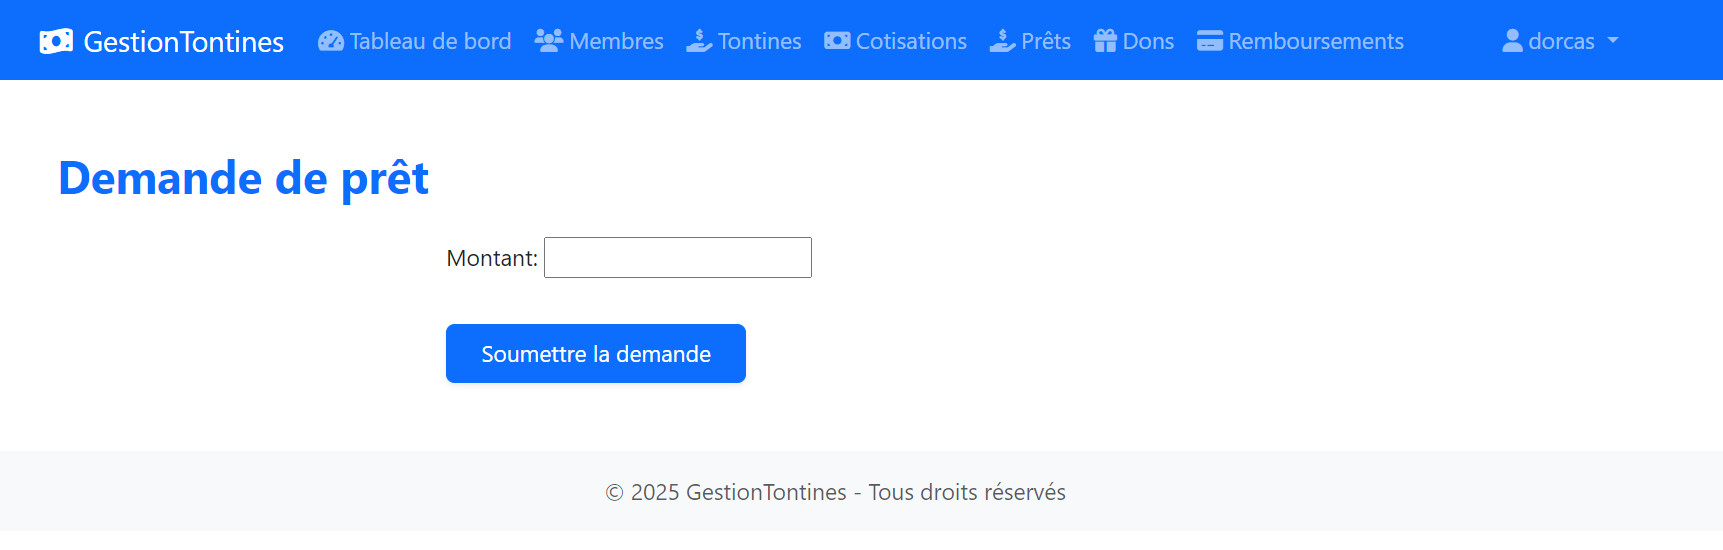 GestionTontines Tableau de bord Membres Tontines Cotisations Prêts Dons Remboursements dorcas
Demande de prêt
Montant:
Soumettre la demande
© 2025 GestionTontines - Tous droits réservés